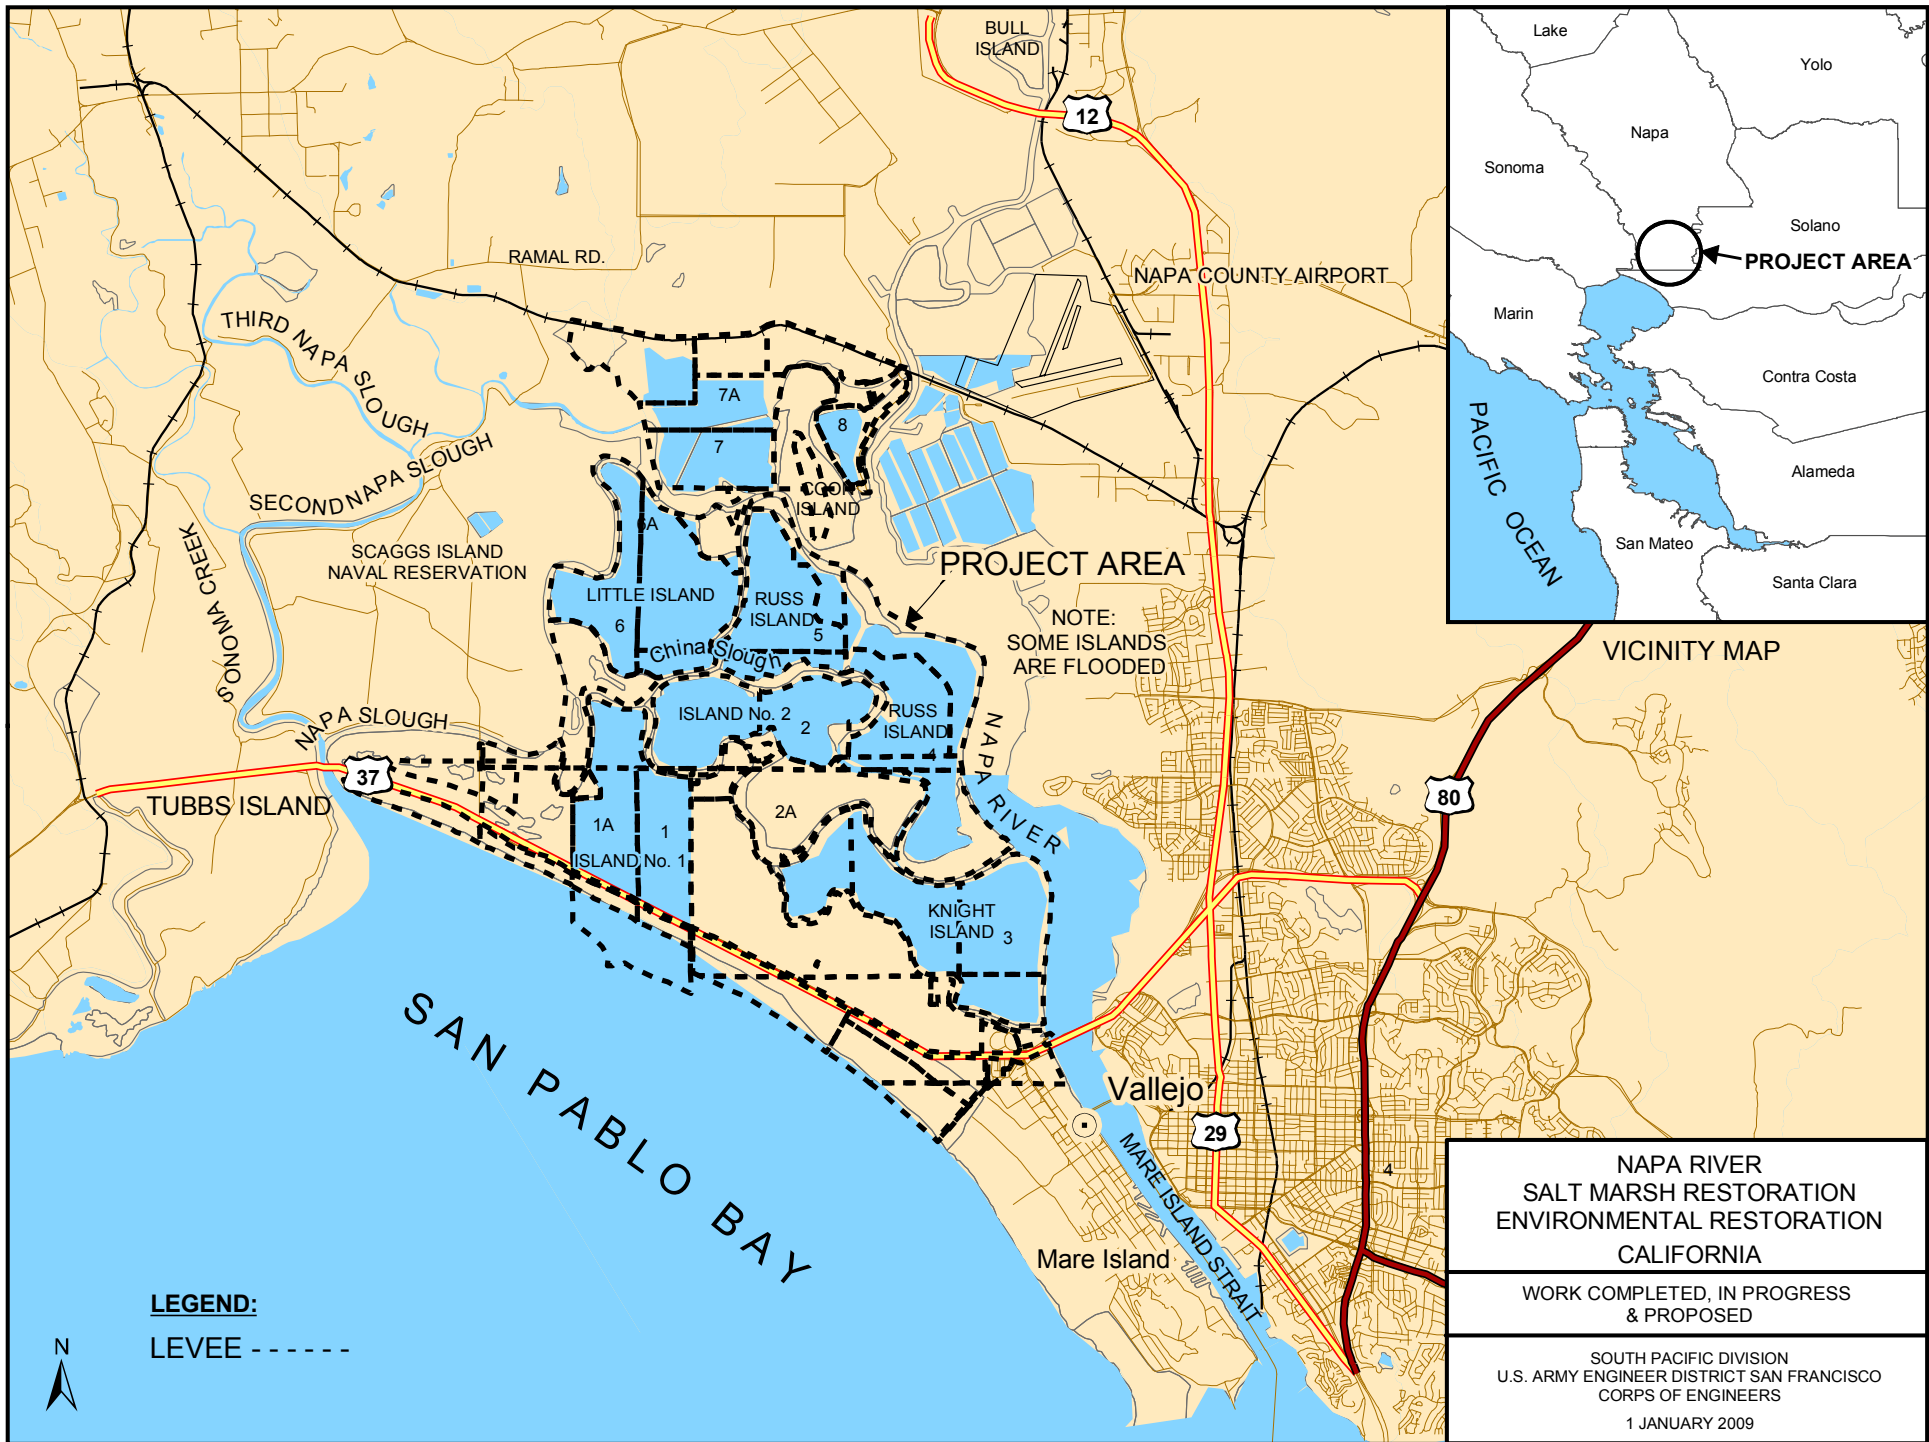 BULL
ISLAND
12
RAMAL RD.
NAPA COUNTY AIRPORT
THIRD NAPA SLOUGH
7A
7
8
SECOND NAPA SLOUGH
COON
ISLAND
6A
SONOMA CREEK
SCAGGS ISLAND
NAVAL RESERVATION
PROJECT AREA
LITTLE ISLAND
6
RUSS
ISLAND
5
NOTE:
SOME ISLANDS
ARE FLOODED
China Slough
NAPA SLOUGH
ISLAND No. 2
2
RUSS
ISLAND
4
NAPA RIVER
37
TUBBS ISLAND
80
1A
1
2A
ISLAND No. 1
KNIGHT
ISLAND
3
SAN PABLO BAY
Vallejo
29
MARE ISLAND STRAIT
4
Mare Island
LEGEND:
LEVEE - - - - - -
N
Lake
Yolo
Napa
Sonoma
Solano
PROJECT AREA
Marin
Contra Costa
PACIFIC OCEAN
Alameda
San Mateo
Santa Clara
VICINITY MAP
NAPA RIVER
SALT MARSH RESTORATION
ENVIRONMENTAL RESTORATION
CALIFORNIA
WORK COMPLETED, IN PROGRESS
& PROPOSED
SOUTH PACIFIC DIVISION
U.S. ARMY ENGINEER DISTRICT SAN FRANCISCO
CORPS OF ENGINEERS
1 JANUARY 2009